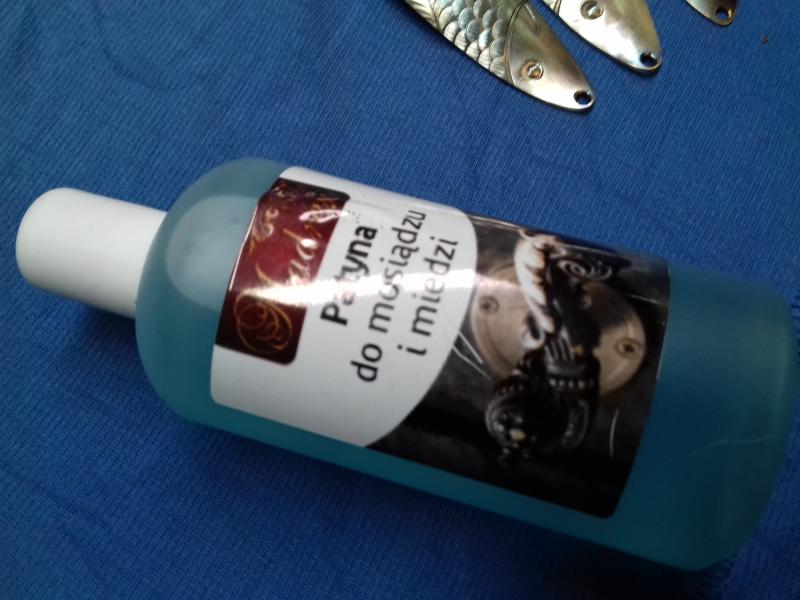 Patyna
do mosiądzu
i miedzi